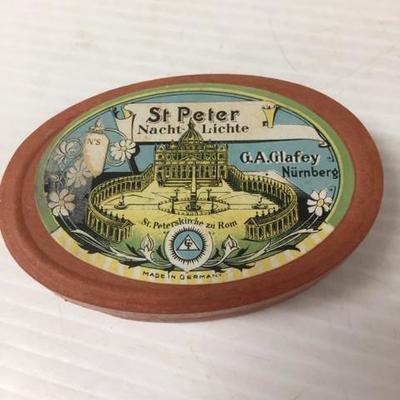 St Peter
Nacht-Lichte
N°5
G.A.Glafey
Nürnberg
St. Peterskirche zu Rom
MADE IN GERMANY